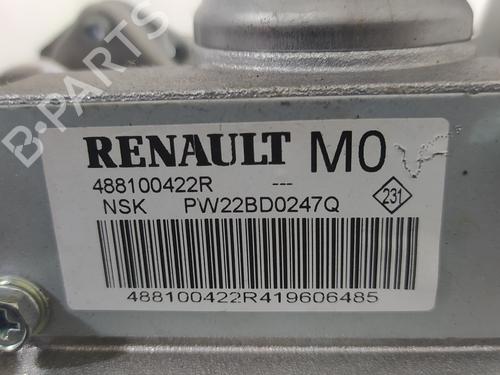 B-PARTS
RENAULT M0
488100422R ---
NSK PW22BD0247Q
231
488100422R419606485